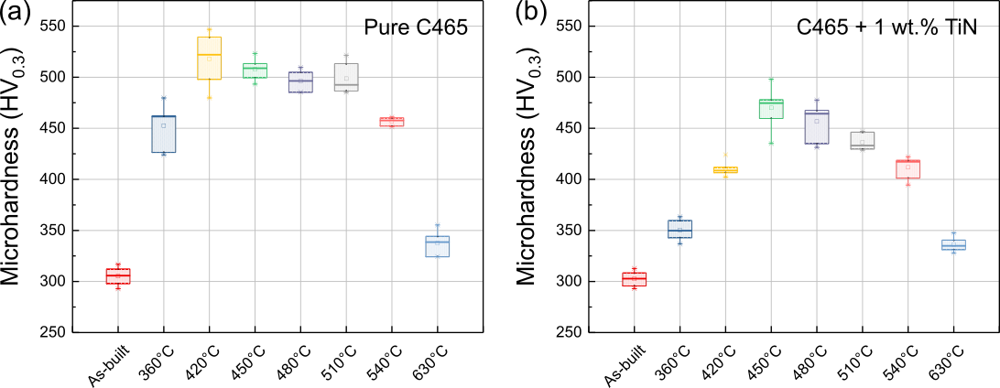 (a)
Pure C465
Microhardness (HV0.3)
550
500
450
400
350
300
250
As-built
360°C
420°C
450°C
480°C
510°C
540°C
630°C
(b)
C465 + 1 wt.% TiN
Microhardness (HV0.3)
550
500
450
400
350
300
250
As-built
360°C
420°C
450°C
480°C
510°C
540°C
630°C